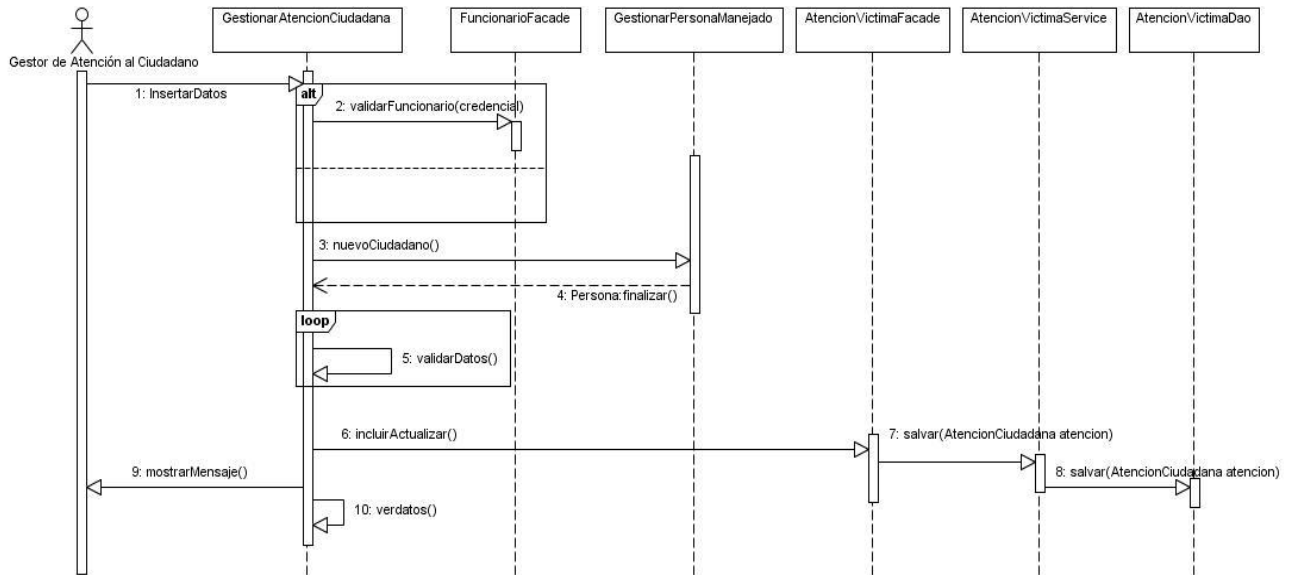 GestionarAtencionCiudadana
FuncionarioFacade
GestionarPersonaManejado
AtencionVictimaFacade
AtencionVictimaService
AtencionVictimaDao
Gestor de Atención al Ciudadano
1: InsertarDatos
alt
2: validarFuncionario(credencial)
3: nuevoCiudadano()
4: Persona:finalizar()
loop
5: validarDatos()
6: incluirActualizar()
7: salvar(AtencionCiudadana atencion)
8: salvar(AtencionCiudadana atencion)
9: mostrarMensaje()
10: verdatos()